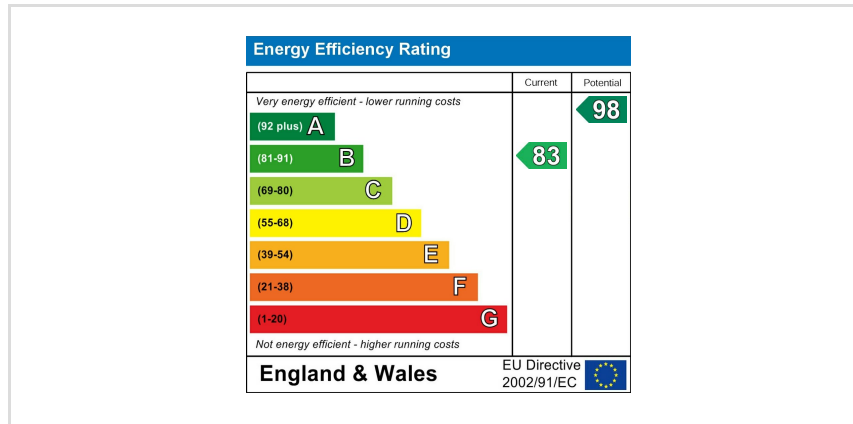 Energy Efficiency Rating
Current Potential
Very energy efficient - lower running costs
98
(92 plus) A
(81-91) B
83
(69-80) C
(55-68) D
(39-54) E
(21-38) F
(1-20) G
Not energy efficient - higher running costs
England & Wales
EU Directive
2002/91/EC